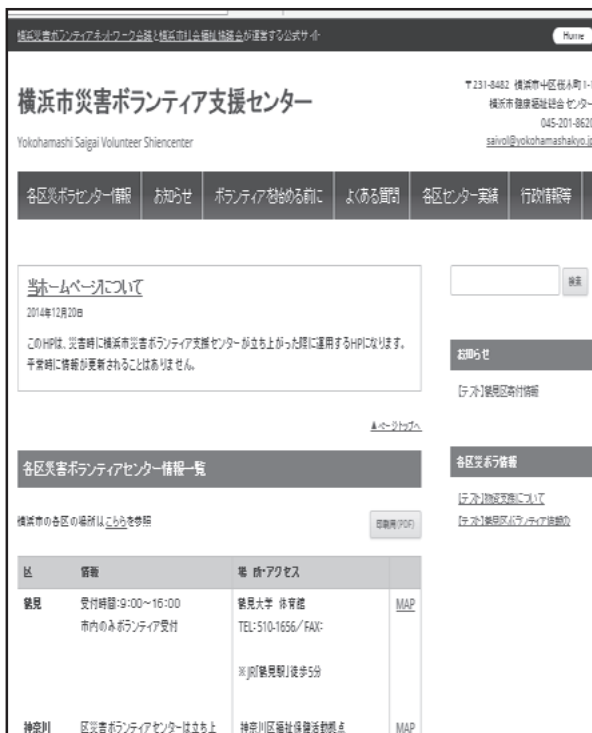 横浜災害ボランティアネットワーク会議と横浜市社会福祉協議会が運営する公式サイト
Home
横浜市災害ボランティア支援センター
Yokohamashi Saigai Volunteer Shiencenter
〒231-8482 横浜市中区桜木町1-1
横浜市健康福祉総合センター
045-201-8620
saivol@yokohamashakyo.jp
各区災ボラセンター情報 お知らせ ボランティアを始める前に よくある質問 各区センター実績 行政情報等
当ホームページについて
2014年12月20日
このHPは、災害時に横浜市災害ボランティア支援センターが立ち上がった際に運用するHPになります。
平常時に情報が更新されることはありません。
検索
お知らせ
[テスト]鶴見区寄付情報
▲ページトップへ
各区災害ボランティアセンター情報一覧
各区災ボラ情報
[テスト]物資支援について
[テスト]鶴見区ボランティア情報の
横浜市の各区の場所はこちらを参照
印刷用(PDF)
区 情報 場所・アクセス
鶴見 受付時間:9:00~16:00 鶴見大学 体育館 MAP
市内のみボランティア受付 TEL:510-1656/FAX:
※JR「鶴見駅」徒歩5分
神奈川 区災害ボランティアセンターは立ち上 神奈川区福祉保健活動拠点 MAP